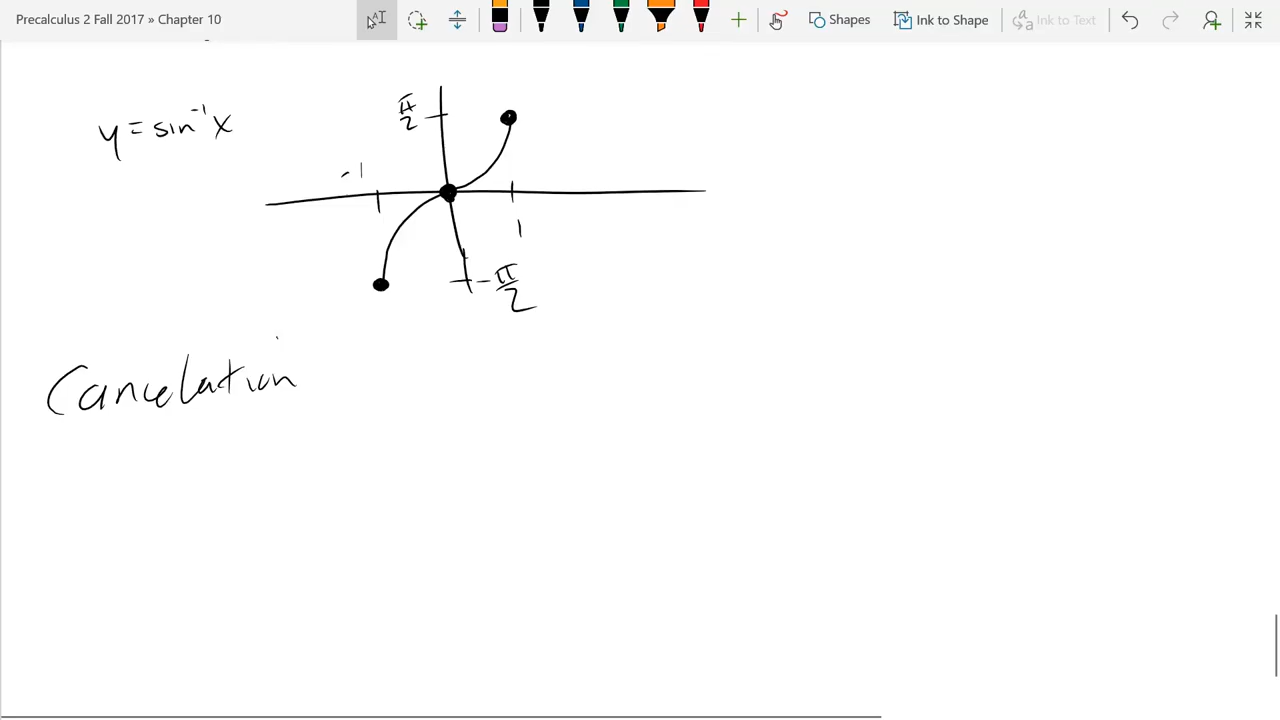 Precalculus 2 Fall 2017 » Chapter 10
Shapes
Ink to Shape
Ink to Text
y = sin⁻¹x
π/2
-1
1
-π/2
Cancelation